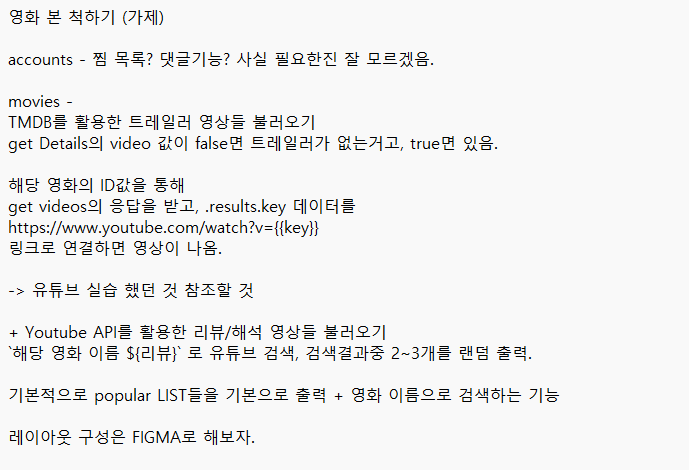 영화 본 척하기 (가제)
accounts - 찜 목록? 댓글기능? 사실 필요한진 잘 모르겠음.
movies -
TMDB를 활용한 트레일러 영상들 불러오기
get Details의 video 값이 false면 트레일러가 없는거고, true면 있음.
해당 영화의 ID값을 통해
get videos의 응답을 받고, .results.key 데이터를
https://www.youtube.com/watch?v={{key}}
링크로 연결하면 영상이 나옴.
-> 유튜브 실습 했던 것 참조할 것
+ Youtube API를 활용한 리뷰/해석 영상들 불러오기
`해당 영화 이름 ${리뷰}` 로 유튜브 검색, 검색결과중 2~3개를 랜덤 출력.
기본적으로 popular LIST들을 기본으로 출력 + 영화 이름으로 검색하는 기능
레이아웃 구성은 FIGMA로 해보자.